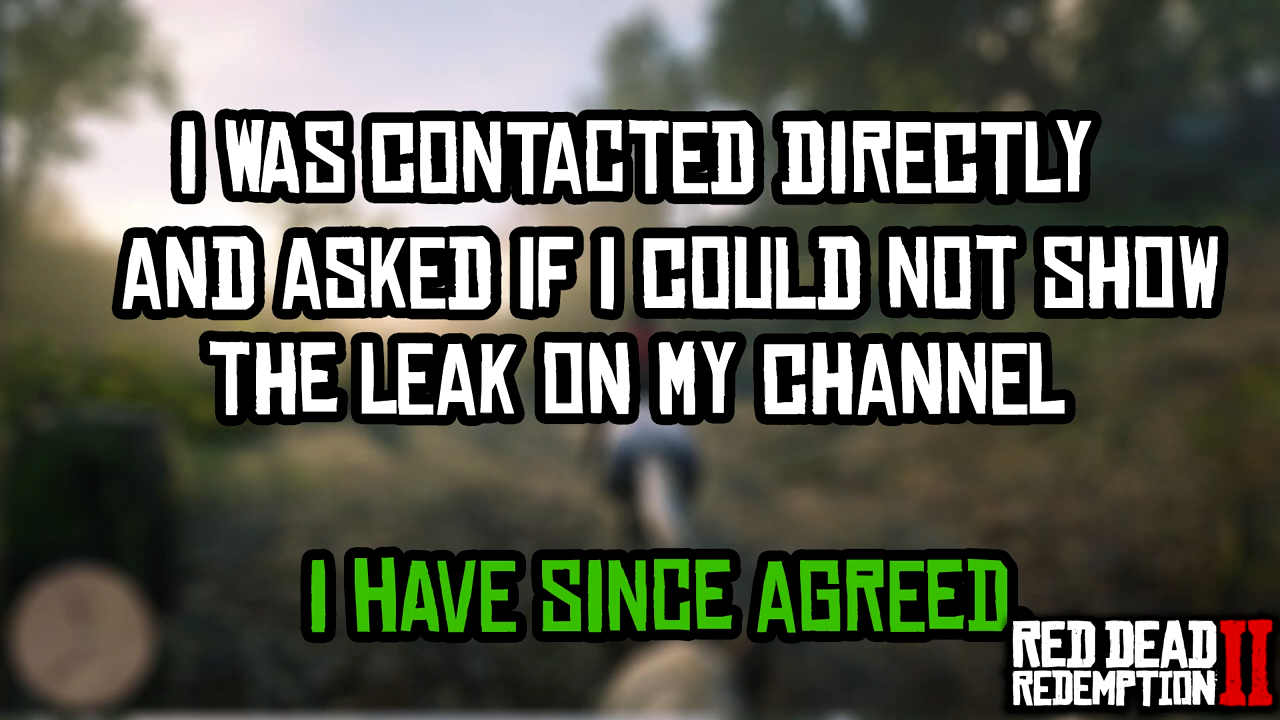 I WAS CONTACTED DIRECTLY
AND ASKED IF I COULD NOT SHOW
THE LEAK ON MY CHANNEL
I HAVE SINCE AGREED
RED DEAD
REDEMPTION II